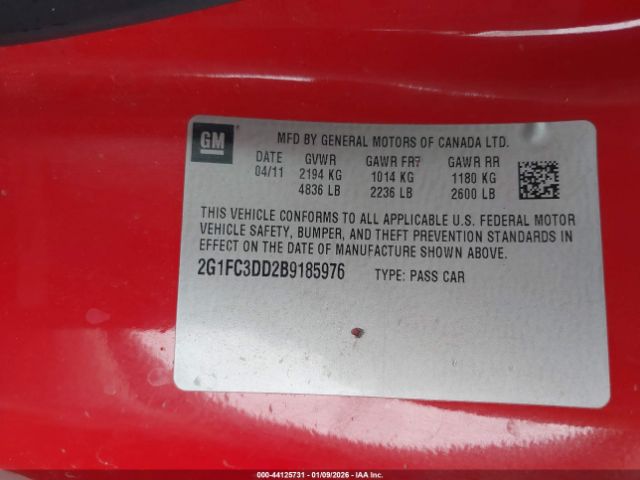 GM
MFD BY GENERAL MOTORS OF CANADA LTD.
DATE GVWR GAWR FR7 GAWR RR
04/11 2194 KG 1014 KG 1180 KG
4836 LB 2236 LB 2600 LB
THIS VEHICLE CONFORMS TO ALL APPLICABLE U.S. FEDERAL MOTOR
VEHICLE SAFETY, BUMPER, AND THEFT PREVENTION STANDARDS IN
EFFECT ON THE DATE OF MANUFACTURE SHOWN ABOVE.
2G1FC3DD2B9185976 TYPE: PASS CAR
000-44125731 - 01/09/2026 - IAA Inc.